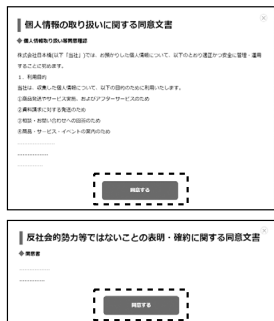 個人情報の取り扱いに関する同意文書
❖ 個人情報取り扱い等同意確認
株式会社日本橋(以下「当社」)では、お預かりした個人情報について、以下のとおり適正かつ安全に管理・運用
することに努めます。
1．利用目的
当社は、収集した個人情報について、以下の目的のために利用いたします。
①商品発送やサービス実施、およびアフターサービスのため
②資料請求に対する発送のため
③相談・お問い合わせへの回答のため
④商品・サービス・イベントの案内のため
同意する
反社会的勢力等ではないことの表明・確約に関する同意文書
❖ 同意書
同意する